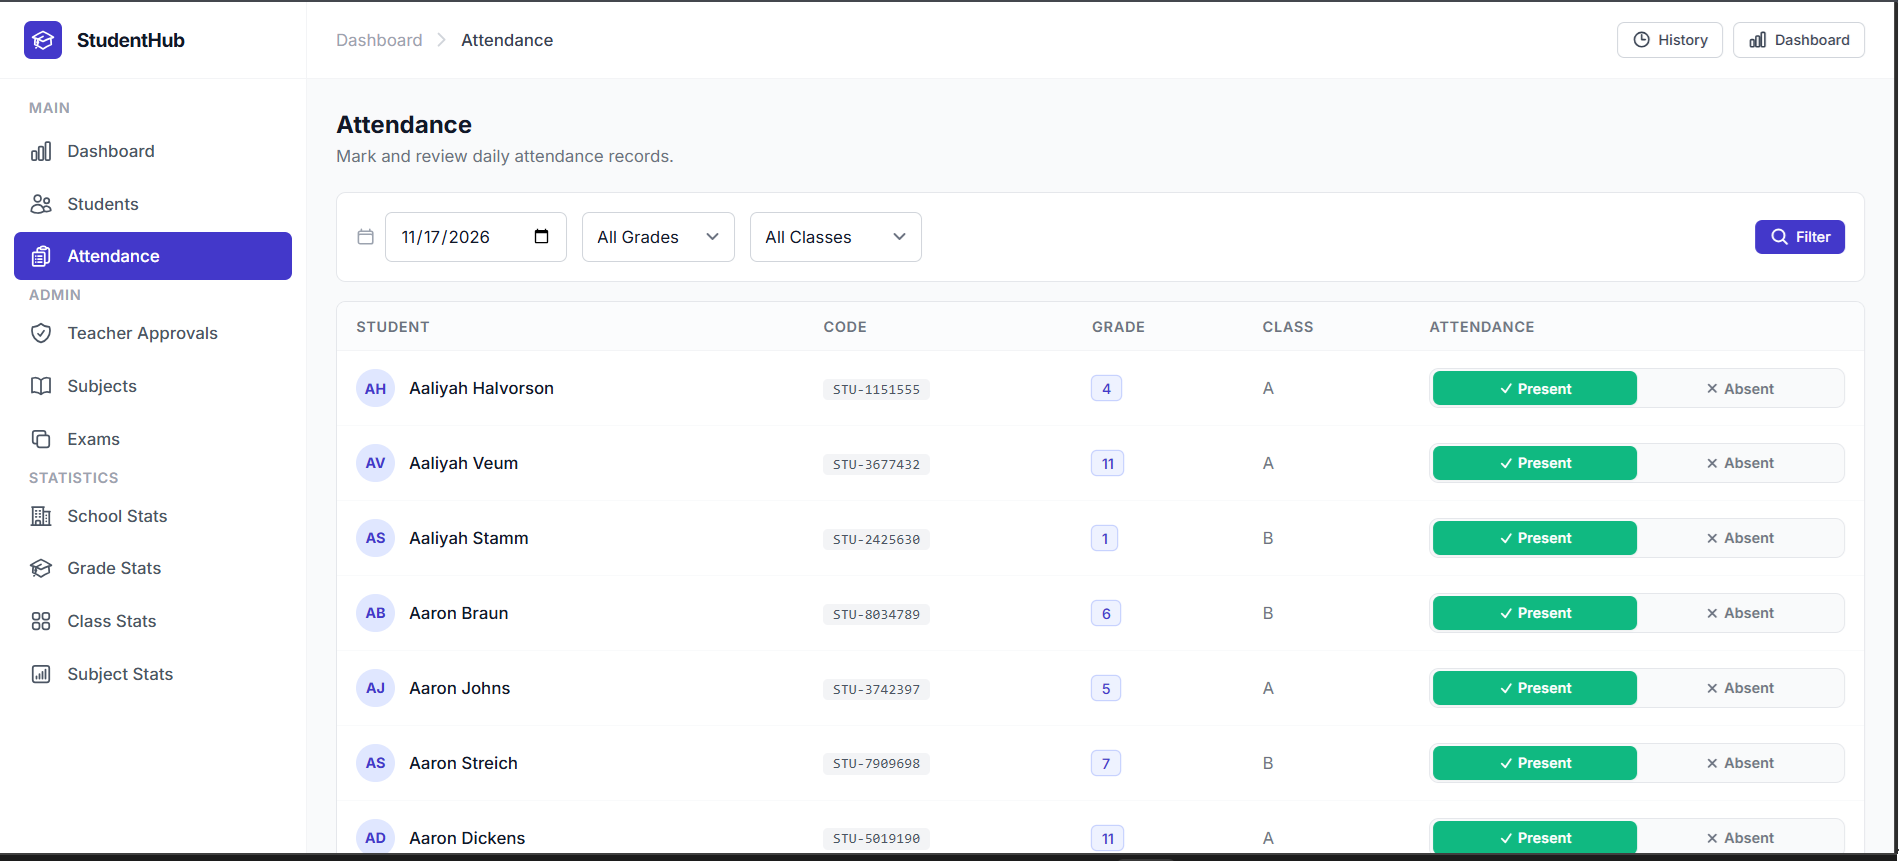 StudentHub
Dashboard > Attendance
History
Dashboard
MAIN
Dashboard
Students
Attendance
ADMIN
Teacher Approvals
Subjects
Exams
STATISTICS
School Stats
Grade Stats
Class Stats
Subject Stats
Attendance
Mark and review daily attendance records.
11/17/2026
All Grades
All Classes
Filter
STUDENT CODE GRADE CLASS ATTENDANCE
AH Aaliyah Halvorson STU-1151555 4 A ✓ Present ✕ Absent
AV Aaliyah Veum STU-3677432 11 A ✓ Present ✕ Absent
AS Aaliyah Stamm STU-2425630 1 B ✓ Present ✕ Absent
AB Aaron Braun STU-8034789 6 B ✓ Present ✕ Absent
AJ Aaron Johns STU-3742397 5 A ✓ Present ✕ Absent
AS Aaron Streich STU-7909698 7 B ✓ Present ✕ Absent
AD Aaron Dickens STU-5019190 11 A ✓ Present ✕ Absent